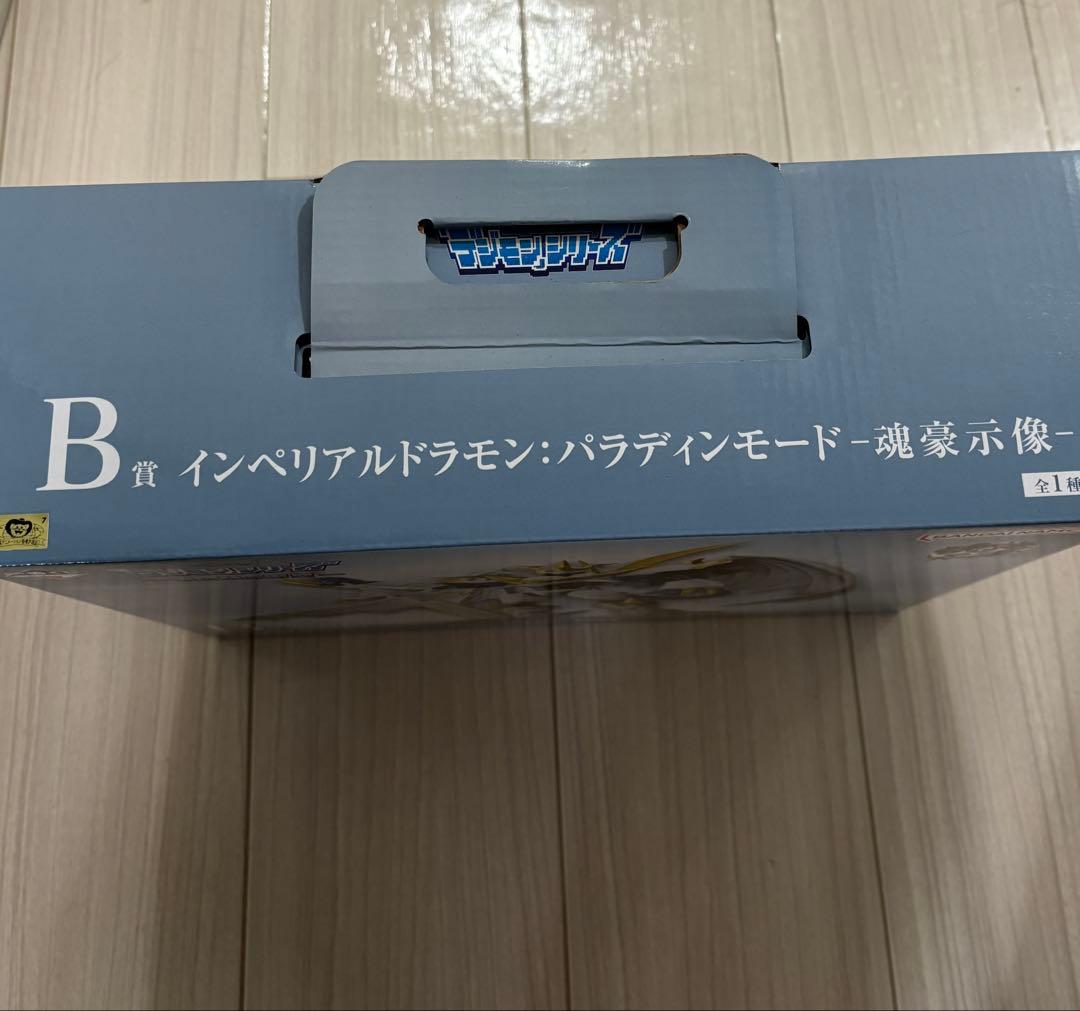 デジモンシリーズ
B賞 インペリアルドラモン：パラディンモード -魂豪示像-
全1種